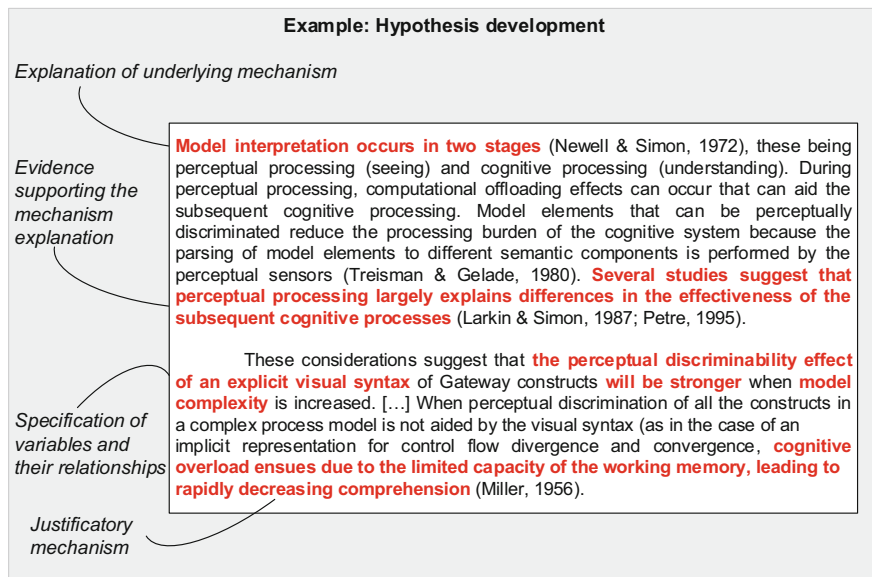 Example: Hypothesis development
Explanation of underlying mechanism
Evidence
supporting the
mechanism
explanation
Specification of
variables and
their relationships
Justificatory
mechanism
Model interpretation occurs in two stages (Newell & Simon, 1972), these being
perceptual processing (seeing) and cognitive processing (understanding). During
perceptual processing, computational offloading effects can occur that can aid the
subsequent cognitive processing. Model elements that can be perceptually
discriminated reduce the processing burden of the cognitive system because the
parsing of model elements to different semantic components is performed by the
perceptual sensors (Treisman & Gelade, 1980). Several studies suggest that
perceptual processing largely explains differences in the effectiveness of the
subsequent cognitive processes (Larkin & Simon, 1987; Petre, 1995).
These considerations suggest that the perceptual discriminability effect
of an explicit visual syntax of Gateway constructs will be stronger when model
complexity is increased. […] When perceptual discrimination of all the constructs in
a complex process model is not aided by the visual syntax (as in the case of an
implicit representation for control flow divergence and convergence, cognitive
overload ensues due to the limited capacity of the working memory, leading to
rapidly decreasing comprehension (Miller, 1956).